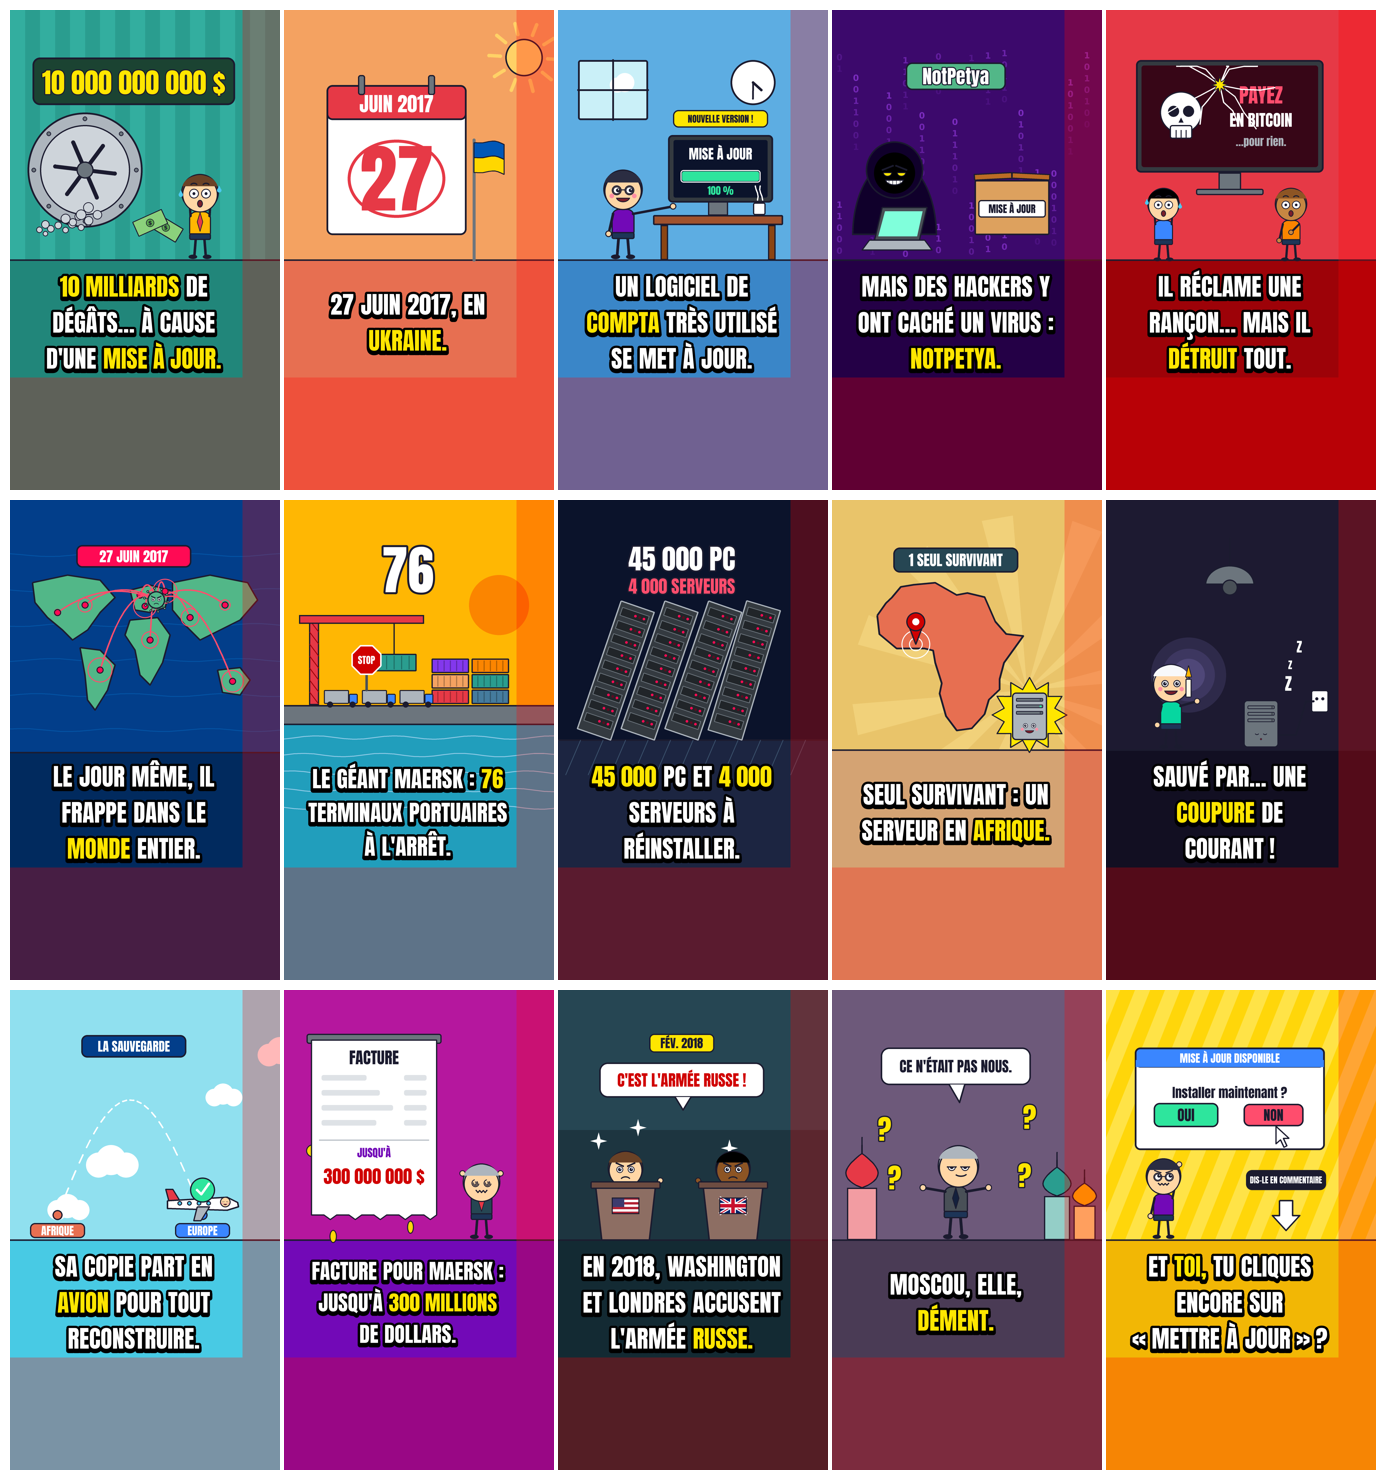 10 000 000 000 $
10 MILLIARDS DE
DÉGÂTS... À CAUSE
D'UNE MISE À JOUR.
JUIN 2017
27
27 JUIN 2017, EN
UKRAINE.
NOUVELLE VERSION !
MISE À JOUR
100 %
UN LOGICIEL DE
COMPTA TRÈS UTILISÉ
SE MET À JOUR.
NotPetya
MISE À JOUR
MAIS DES HACKERS Y
ONT CACHÉ UN VIRUS :
NOTPETYA.
PAYEZ
EN BITCOIN
...pour rien.
IL RÉCLAME UNE
RANÇON... MAIS IL
DÉTRUIT TOUT.
27 JUIN 2017
LE JOUR MÊME, IL
FRAPPE DANS LE
MONDE ENTIER.
76
STOP
LE GÉANT MAERSK : 76
TERMINAUX PORTUAIRES
À L'ARRÊT.
45 000 PC
4 000 SERVEURS
45 000 PC ET 4 000
SERVEURS À
RÉINSTALLER.
1 SEUL SURVIVANT
SEUL SURVIVANT : UN
SERVEUR EN AFRIQUE.
Z
Z
Z
SAUVÉ PAR... UNE
COUPURE DE
COURANT !
LA SAUVEGARDE
AFRIQUE
EUROPE
SA COPIE PART EN
AVION POUR TOUT
RECONSTRUIRE.
FACTURE
JUSQU'À
300 000 000 $
FACTURE POUR MAERSK :
JUSQU'À 300 MILLIONS
DE DOLLARS.
FÉV. 2018
C'EST L'ARMÉE RUSSE !
EN 2018, WASHINGTON
ET LONDRES ACCUSENT
L'ARMÉE RUSSE.
CE N'ÉTAIT PAS NOUS.
? ?
? ?
MOSCOU, ELLE,
DÉMENT.
MISE À JOUR DISPONIBLE
Installer maintenant ?
OUI NON
DIS-LE EN COMMENTAIRE
ET TOI, TU CLIQUES
ENCORE SUR
« METTRE À JOUR » ?